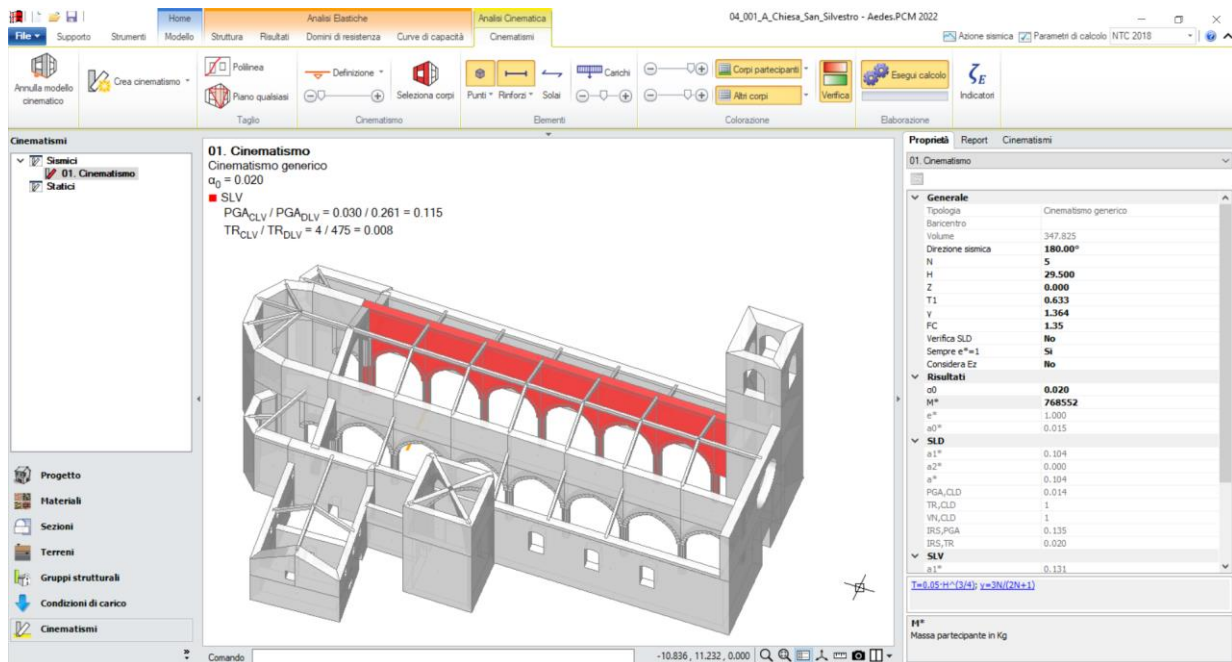 Home
Analisi Elastiche
Analisi Cinematica
04_001_A_Chiesa_San_Silvestro - Aedes.PCM 2022
File
Supporto
Strumenti
Modello
Struttura
Risultati
Domini di resistenza
Curve di capacità
Cinematismi
Azione sismica
Parametri di calcolo
NTC 2018
Annulla modello
cinematico
Crea cinematismo
Polilinea
Piano qualsiasi
Taglio
Definizione
Seleziona corpi
Cinematismo
Punti
Rinforzi
Solai
Carichi
Elementi
Corpi partecipanti
Altri corpi
Verifica
Colorazione
Esegui calcolo
Elaborazione
ζE
Indicatori
Cinematismi
Sismici
01. Cinematismo
Statici
Progetto
Materiali
Sezioni
Terreni
Gruppi strutturali
Condizioni di carico
Cinematismi
01. Cinematismo
Cinematismo generico
α0 = 0.020
SLV
PGACLV / PGADLV = 0.030 / 0.261 = 0.115
TRCLV / TRDLV = 4 / 475 = 0.008
Comando
-10.836 , 11.232 , 0.000
Proprietà Report Cinematismi
01. Cinematismo
Generale
Tipologia Cinematismo generico
Baricentro
Volume 347.825
Direzione sismica 180.00°
N 5
H 29.500
Z 0.000
T1 0.633
γ 1.364
FC 1.35
Verifica SLD No
Sempre e*=1 Sì
Considera Ez No
Risultati
α0 0.020
M* 768552
e* 1.000
a0* 0.015
SLD
a1* 0.104
a2* 0.000
a* 0.104
PGA,CLD 0.014
TR,CLD 1
VN,CLD 1
IRS,PGA 0.135
IRS,TR 0.020
SLV
a1* 0.131
T=0.05·H^(3/4); γ=3N/(2N+1)
M*
Massa partecipante in Kg